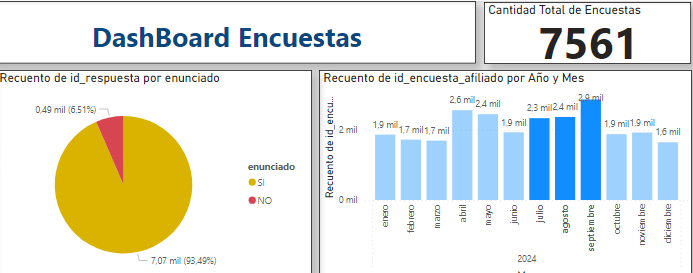 DashBoard Encuestas
Cantidad Total de Encuestas
7561
Recuento de id_respuesta por enunciado
0,49 mil (6,51%)
7,07 mil (93,49%)
enunciado
SI
NO
Recuento de id_encuesta_afiliado por Año y Mes
Recuento de id_encu...
2 mil
0 mil
1,9 mil
1,7 mil
1,7 mil
2,6 mil
2,4 mil
1,9 mil
2,3 mil
2,4 mil
2,9 mil
1,9 mil
1,9 mil
1,6 mil
enero
febrero
marzo
abril
mayo
junio
julio
agosto
septiembre
octubre
noviembre
diciembre
2024